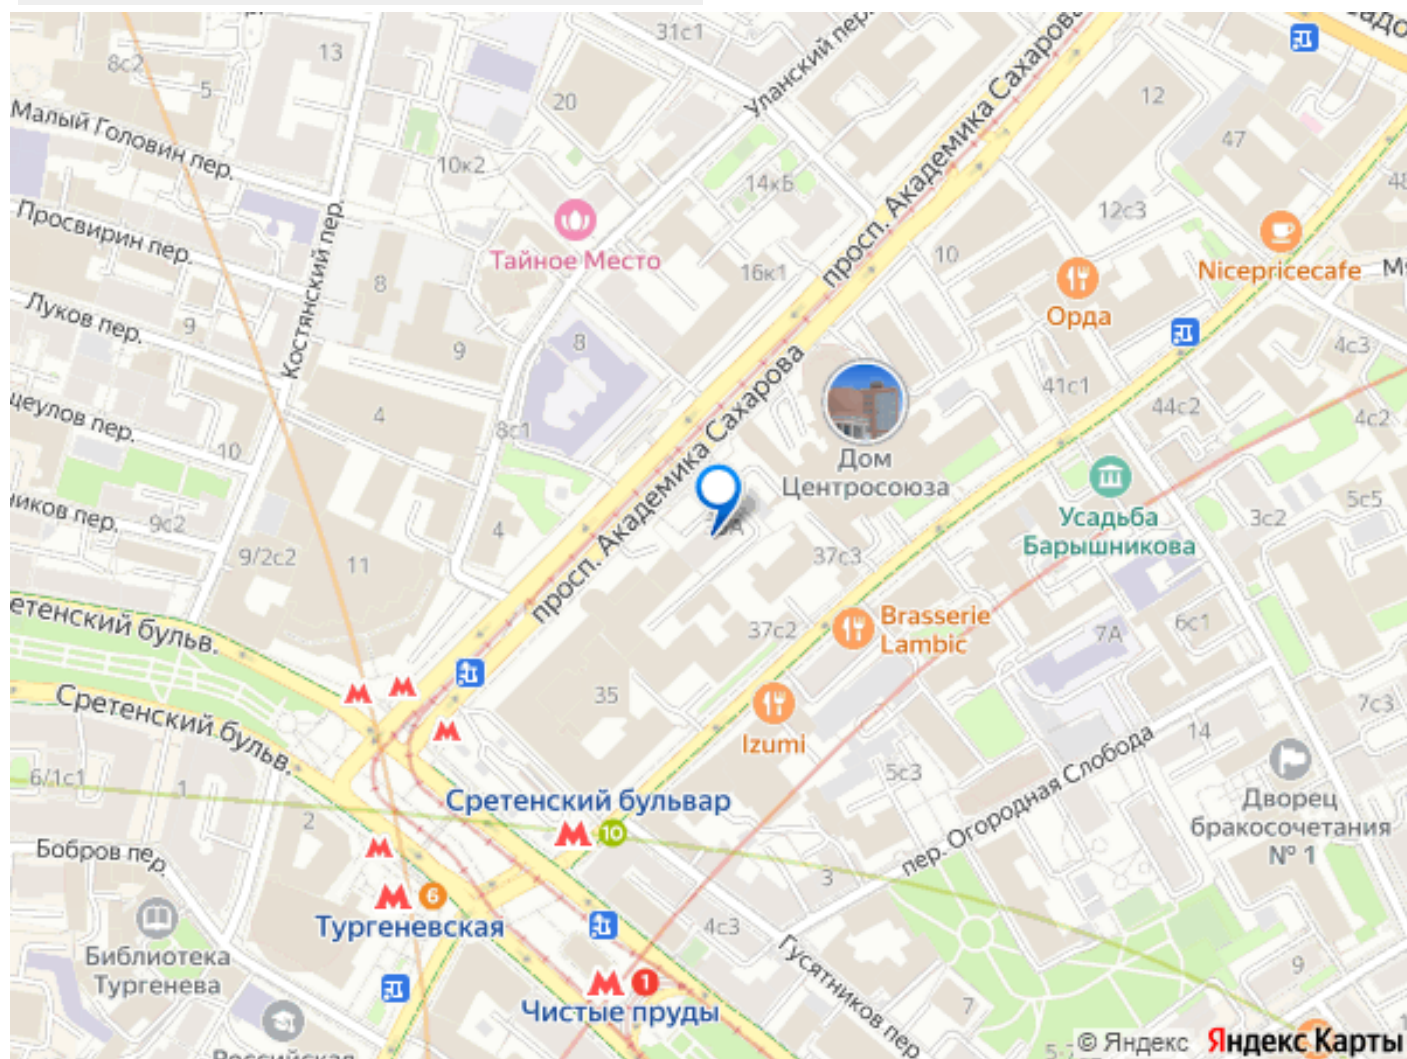 31с1
8с2
13
5
20
Уланский пер.
просп. Академика Сахарова
12
47
Малый Головин пер.
10к2
14кБ
12с3
Просвирин пер.
Костянский пер.
Тайное Место
16к1
10
Nicepricecafe
8
Орда
Луков пер.
9
9
8
4с3
просп. Академика Сахарова
41с1
44с2
4с2
4
10
8с1
Дом
Центросоюза
5с5
9с2
4
Усадьба
Барышникова
3с2
9/2с2
11
37с3
Brasserie
Lambic
37с2
7А
6с1
Сретенский бульв.
35
Izumi
7с3
14
6/1с1
1
5с3
Сретенский бульвар
10
2
пер. Огородная Слобода
Дворец
бракосочетания
№ 1
Бобров пер.
3
6
Тургеневская
4с3
Библиотека
Тургенева
Гусятников пер
9
1
Чистые пруды
7
Российская
© Яндекс Яндекс Карты